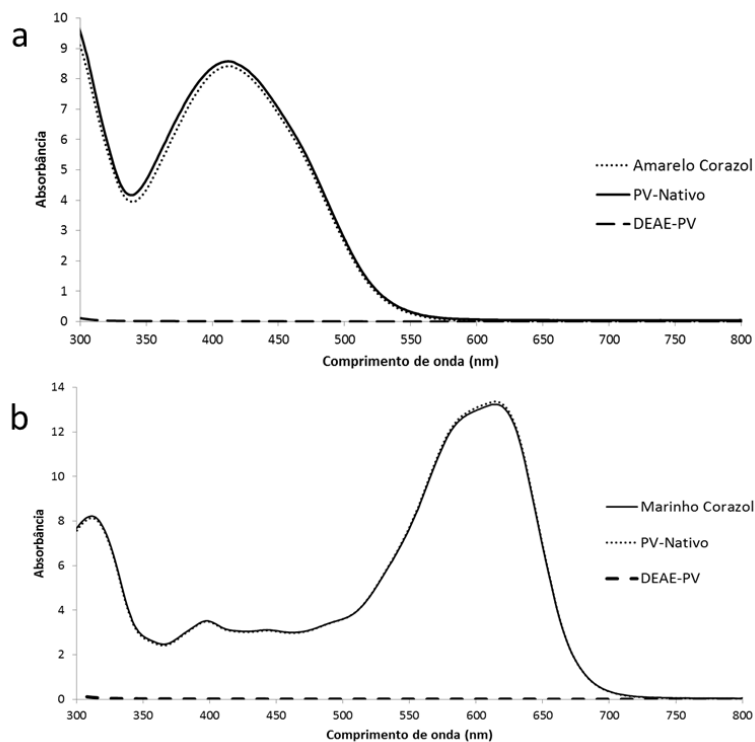 a
10
9
8
7
6
5
4
3
2
1
0
Absorbância
300 350 400 450 500 550 600 650 700 750 800
Comprimento de onda (nm)
Amarelo Corazol
PV-Nativo
DEAE-PV
b
14
12
10
8
6
4
2
0
Absorbância
300 350 400 450 500 550 600 650 700 750 800
Comprimento de onda (nm)
Marinho Corazol
PV-Nativo
DEAE-PV